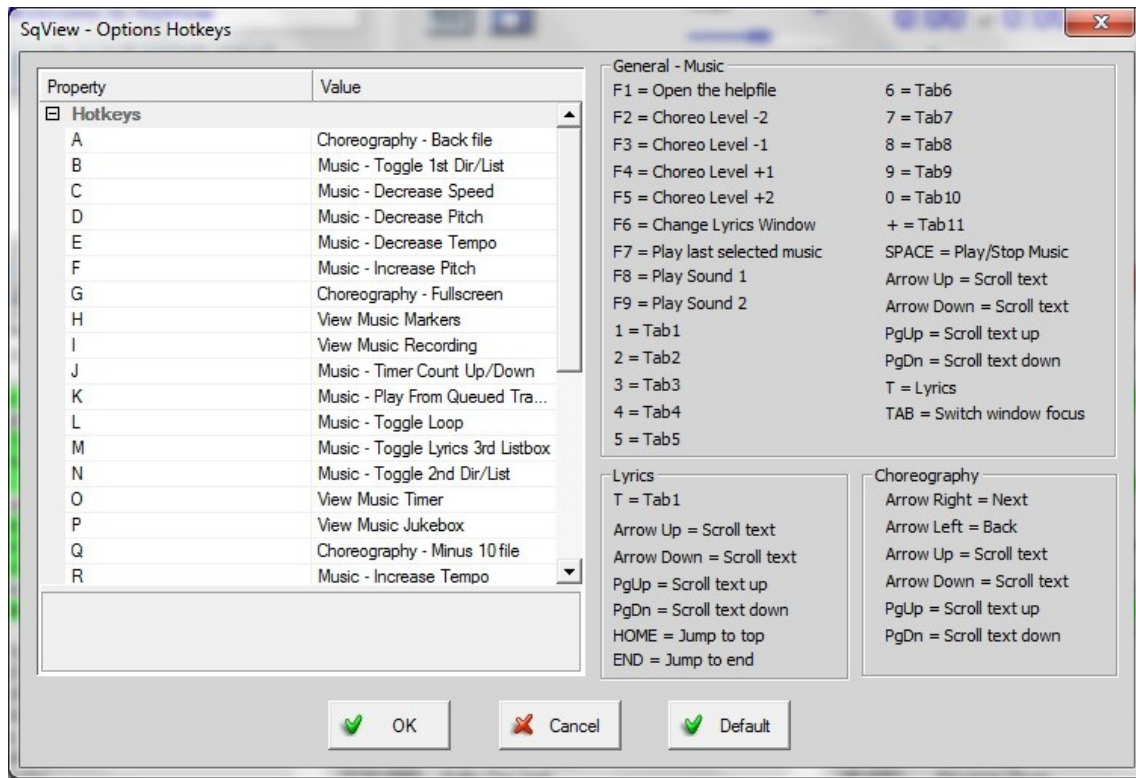 SqView - Options Hotkeys
Property Value
Hotkeys
A Choreography - Back file
B Music - Toggle 1st Dir/List
C Music - Decrease Speed
D Music - Decrease Pitch
E Music - Decrease Tempo
F Music - Increase Pitch
G Choreography - Fullscreen
H View Music Markers
I View Music Recording
J Music - Timer Count Up/Down
K Music - Play From Queued Tra...
L Music - Toggle Loop
M Music - Toggle Lyrics 3rd Listbox
N Music - Toggle 2nd Dir/List
O View Music Timer
P View Music Jukebox
Q Choreography - Minus 10 file
R Music - Increase Tempo
General - Music
F1 = Open the helpfile
F2 = Choreo Level -2
F3 = Choreo Level -1
F4 = Choreo Level +1
F5 = Choreo Level +2
F6 = Change Lyrics Window
F7 = Play last selected music
F8 = Play Sound 1
F9 = Play Sound 2
1 = Tab1
2 = Tab2
3 = Tab3
4 = Tab4
5 = Tab5
6 = Tab6
7 = Tab7
8 = Tab8
9 = Tab9
0 = Tab10
+ = Tab11
SPACE = Play/Stop Music
Arrow Up = Scroll text
Arrow Down = Scroll text
PgUp = Scroll text up
PgDn = Scroll text down
T = Lyrics
TAB = Switch window focus
Lyrics
T = Tab1
Arrow Up = Scroll text
Arrow Down = Scroll text
PgUp = Scroll text up
PgDn = Scroll text down
HOME = Jump to top
END = Jump to end
Choreography
Arrow Right = Next
Arrow Left = Back
Arrow Up = Scroll text
Arrow Down = Scroll text
PgUp = Scroll text up
PgDn = Scroll text down
OK Cancel Default